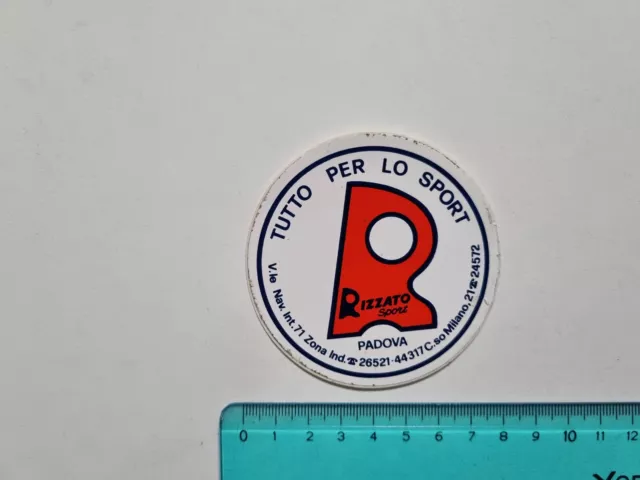 TUTTO PER LO SPORT
RIZZATO
Sport
PADOVA
V.le Nav. Int. 71 Zona Ind. ☎ 26521-44317 C.so Milano, 21 ☎ 24572
0 1 2 3 4 5 6 7 8 9 10 11 12